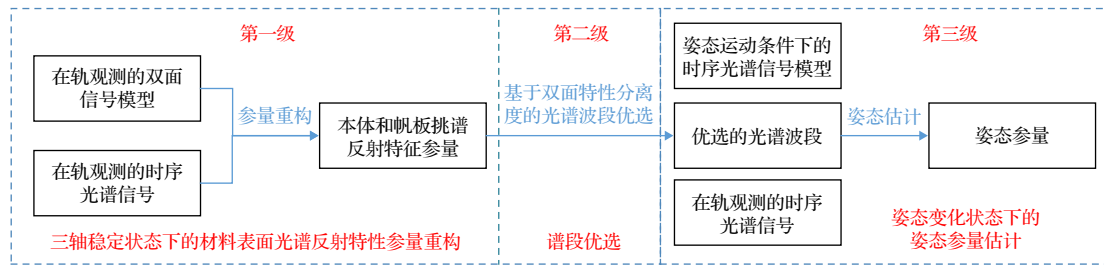 第一级
在轨观测的双面
信号模型
在轨观测的时序
光谱信号
参量重构
本体和帆板挑谱
反射特征参量
三轴稳定状态下的材料表面光谱反射特性参量重构
第二级
基于双面特性分离
度的光谱波段优选
谱段优选
第三级
姿态运动条件下的
时序光谱信号模型
优选的光谱波段
在轨观测的时序
光谱信号
姿态估计
姿态参量
姿态变化状态下的
姿态参量估计